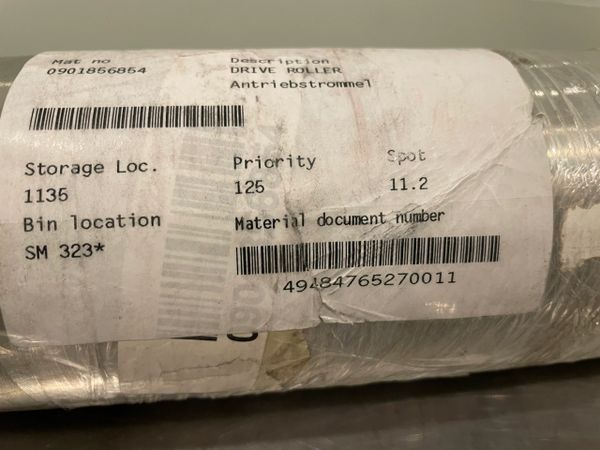 Mat no
0901856854
Description
DRIVE ROLLER
Antriebstrommel
Storage Loc.
1135
Priority
125
Spot
11.2
Bin location
SM 323*
Material document number
49484765270011